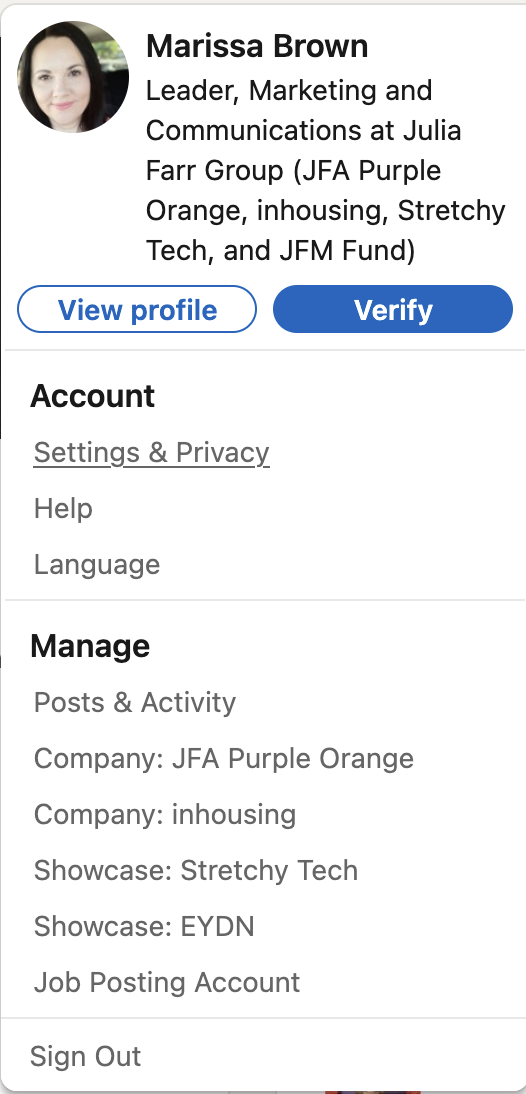 Marissa Brown
Leader, Marketing and
Communications at Julia
Farr Group (JFA Purple
Orange, inhousing, Stretchy
Tech, and JFM Fund)
View profile
Verify
Account
Settings & Privacy
Help
Language
Manage
Posts & Activity
Company: JFA Purple Orange
Company: inhousing
Showcase: Stretchy Tech
Showcase: EYDN
Job Posting Account
Sign Out